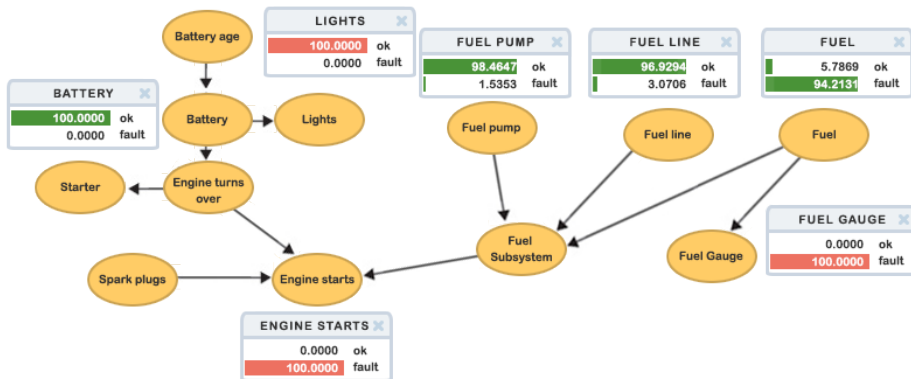 Battery age
LIGHTS
100.0000 ok
0.0000 fault
FUEL PUMP
98.4647 ok
1.5353 fault
FUEL LINE
96.9294 ok
3.0706 fault
FUEL
5.7869 ok
94.2131 fault
BATTERY
100.0000 ok
0.0000 fault
Battery
Lights
Fuel pump
Fuel line
Fuel
Starter
Engine turns
over
FUEL GAUGE
0.0000 ok
100.0000 fault
Fuel
Subsystem
Fuel Gauge
Spark plugs
Engine starts
ENGINE STARTS
0.0000 ok
100.0000 fault